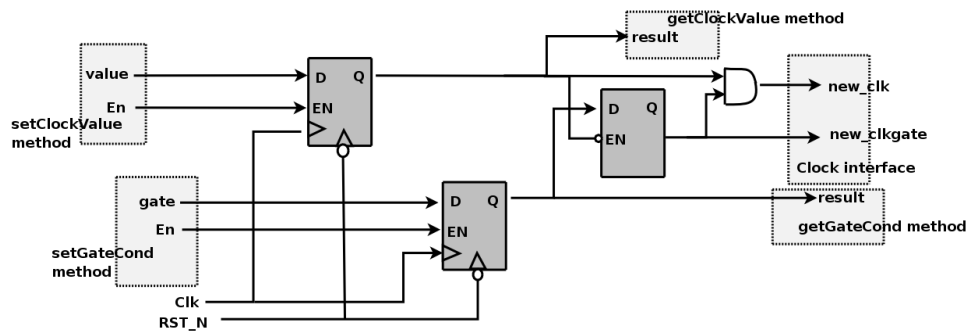 getClockValue method
result
value
D
Q
En
EN
setClockValue
method
D
Q
EN
new_clk
new_clkgate
Clock interface
gate
D
Q
En
EN
setGateCond
method
result
getGateCond method
Clk
RST_N